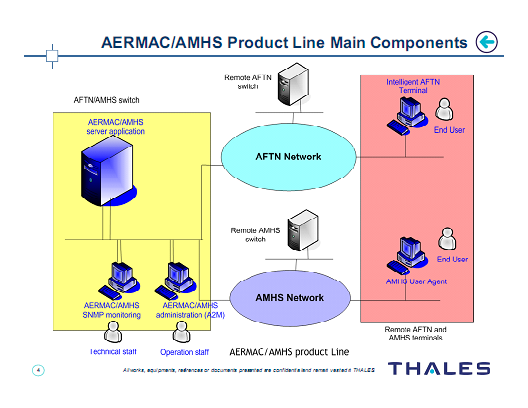 AERMAC/AMHS Product Line Main Components
Remote AFTN
switch
Intelligent AFTN
Terminal
AFTN/AMHS switch
AERMAC/AMHS
server application
End User
AFTN Network
Remote AMHS
switch
End User
AMHS User Agent
AMHS Network
AERMAC/AMHS
SNMP monitoring
AERMAC/AMHS
administration (A2M)
Remote AFTN and
AMHS terminals
Technical staff
Operation staff
AERMAC/AMHS product Line
4
All works, equipments, references or documents presented are confidential and remain vested in THALES
THALES